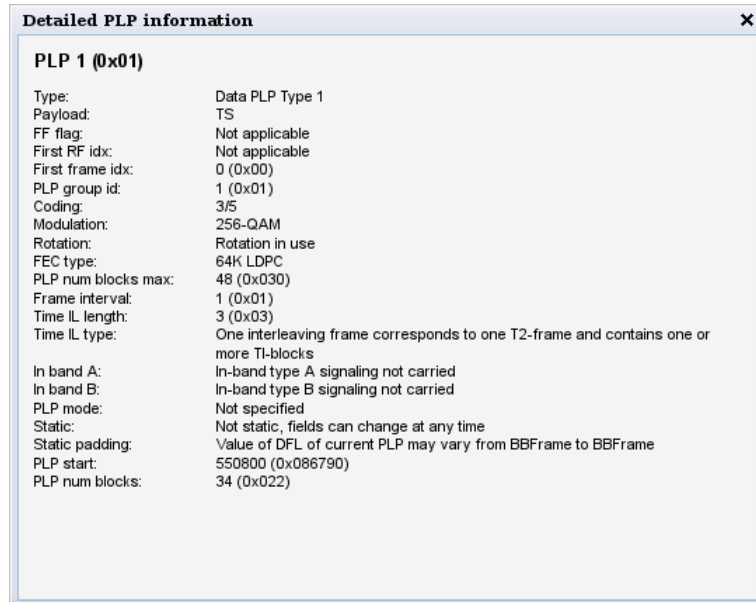 Detailed PLP information
PLP 1 (0x01)
Type: Data PLP Type 1
Payload: TS
FF flag: Not applicable
First RF idx: Not applicable
First frame idx: 0 (0x00)
PLP group id: 1 (0x01)
Coding: 3/5
Modulation: 256-QAM
Rotation: Rotation in use
FEC type: 64K LDPC
PLP num blocks max: 48 (0x030)
Frame interval: 1 (0x01)
Time IL length: 3 (0x03)
Time IL type: One interleaving frame corresponds to one T2-frame and contains one or
more TI-blocks
In band A: In-band type A signaling not carried
In band B: In-band type B signaling not carried
PLP mode: Not specified
Static: Not static, fields can change at any time
Static padding: Value of DFL of current PLP may vary from BBFrame to BBFrame
PLP start: 550800 (0x086790)
PLP num blocks: 34 (0x022)